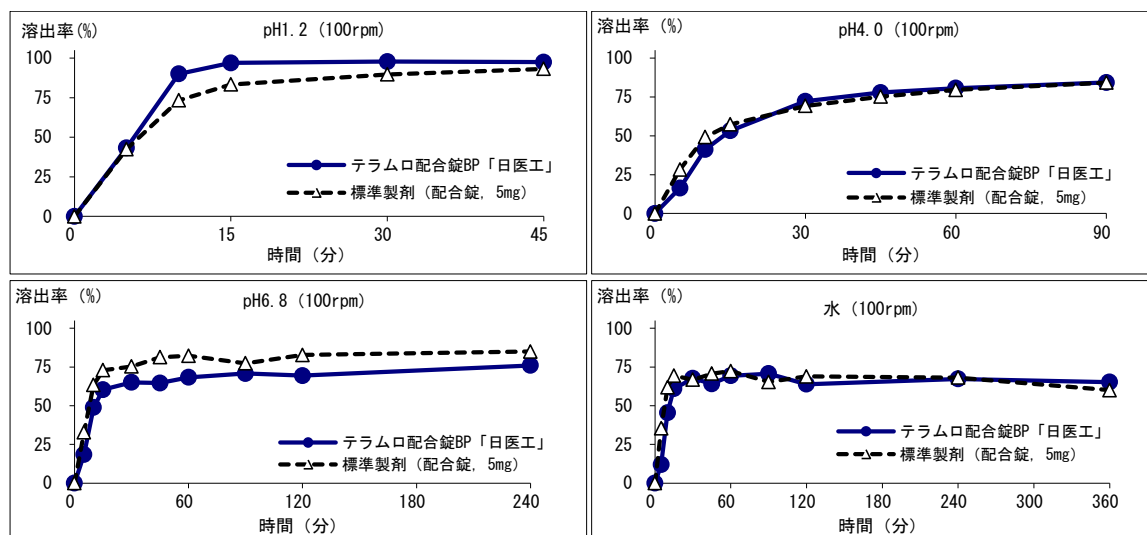 溶出率(%)
pH1.2 (100rpm)
100
75
50
25
0
テラムロ配合錠BP「日医工」
標準製剤（配合錠, 5mg）
0 15 30 45
時間（分）
溶出率 (%)
pH4.0 (100rpm)
100
75
50
25
0
テラムロ配合錠BP「日医工」
標準製剤（配合錠, 5mg）
0 30 60 90
時間（分）
溶出率 (%)
pH6.8 (100rpm)
100
75
50
25
0
テラムロ配合錠BP「日医工」
標準製剤（配合錠, 5mg）
0 60 120 180 240
時間（分）
溶出率 (%)
水 (100rpm)
100
75
50
25
0
テラムロ配合錠BP「日医工」
標準製剤（配合錠, 5mg）
0 60 120 180 240 300 360
時間（分）